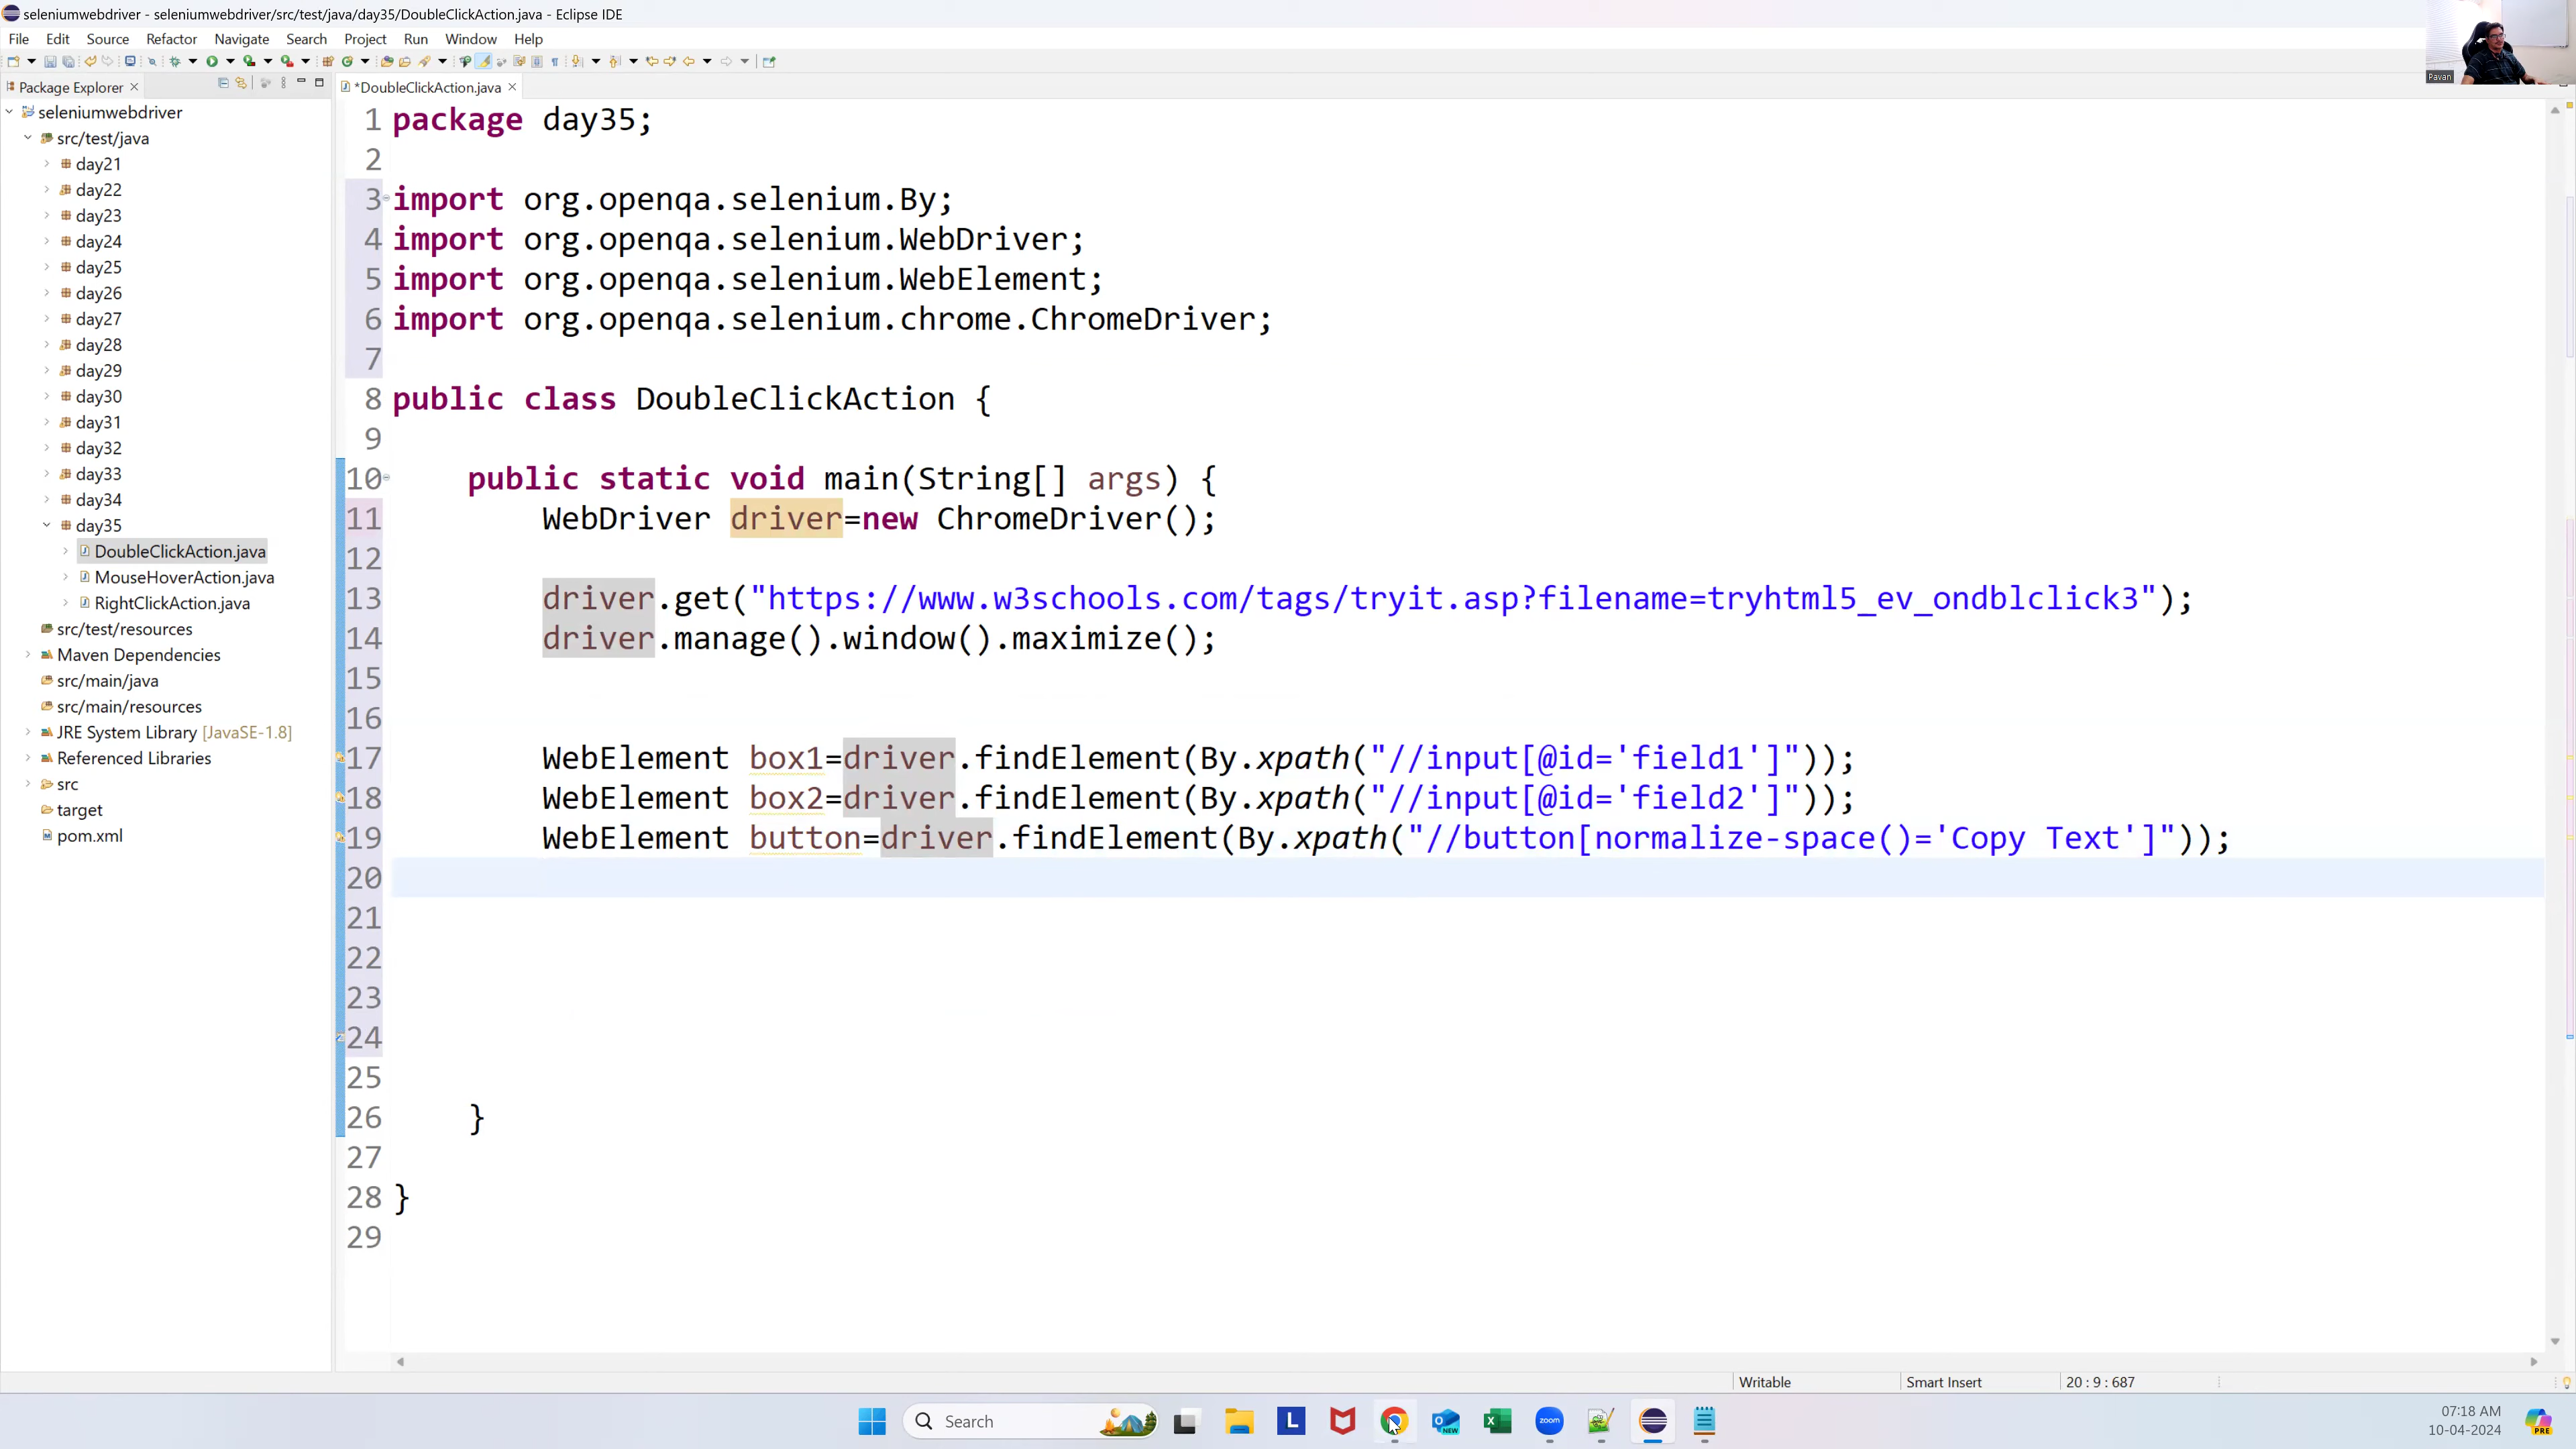 seleniumwebdriver - seleniumwebdriver/src/test/java/day35/DoubleClickAction.java - Eclipse IDE
File Edit Source Refactor Navigate Search Project Run Window Help
Pavan
Package Explorer
*DoubleClickAction.java
seleniumwebdriver
src/test/java
day21
day22
day23
day24
day25
day26
day27
day28
day29
day30
day31
day32
day33
day34
day35
DoubleClickAction.java
MouseHoverAction.java
RightClickAction.java
src/test/resources
Maven Dependencies
src/main/java
src/main/resources
JRE System Library [JavaSE-1.8]
Referenced Libraries
src
target
pom.xml
1 package day35;
2
3 import org.openqa.selenium.By;
4 import org.openqa.selenium.WebDriver;
5 import org.openqa.selenium.WebElement;
6 import org.openqa.selenium.chrome.ChromeDriver;
7
8 public class DoubleClickAction {
9
10 public static void main(String[] args) {
11 WebDriver driver=new ChromeDriver();
12
13 driver.get("https://www.w3schools.com/tags/tryit.asp?filename=tryhtml5_ev_ondblclick3");
14 driver.manage().window().maximize();
15
16
17 WebElement box1=driver.findElement(By.xpath("//input[@id='field1']"));
18 WebElement box2=driver.findElement(By.xpath("//input[@id='field2']"));
19 WebElement button=driver.findElement(By.xpath("//button[normalize-space()='Copy Text']"));
20
21
22
23
24
25
26 }
27
28 }
29
Writable Smart Insert 20 : 9 : 687
Search
L
NEW
zoom
07:18 AM
10-04-2024
PRE